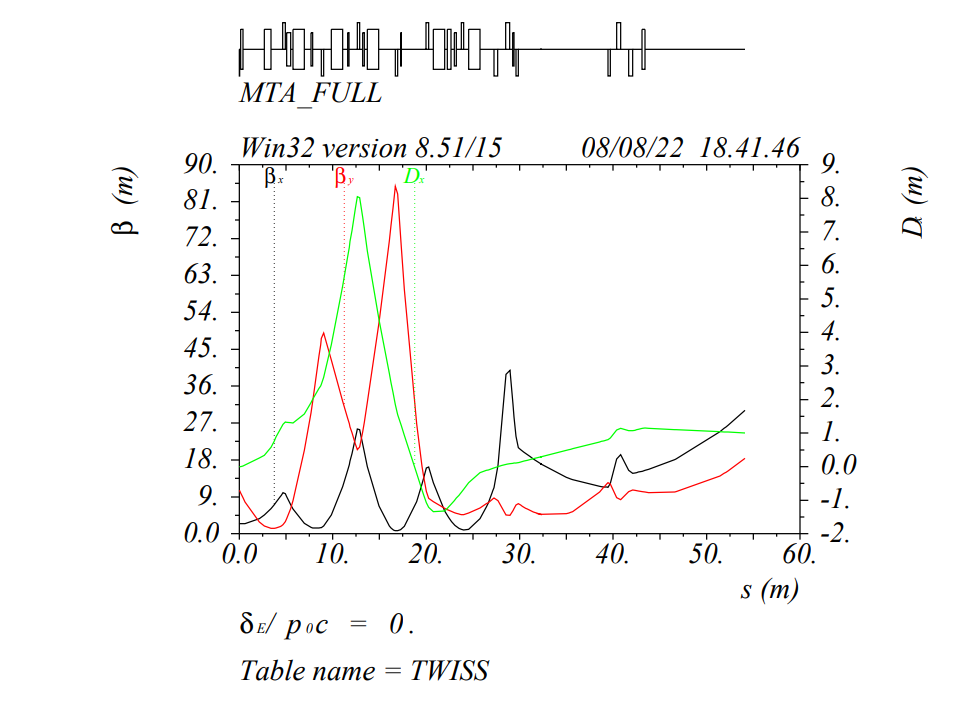 MTA_FULL
Win32 version 8.51/15 08/08/22 18.41.46
β (m)
90.
81.
72.
63.
54.
45.
36.
27.
18.
9.
0.0
βx βy Dx
9.
8.
7.
6.
5.
4.
3.
2.
1.
0.0
-1.
-2.
Dx (m)
0.0 10. 20. 30. 40. 50. 60.
s (m)
δE/ p0c = 0.
Table name = TWISS